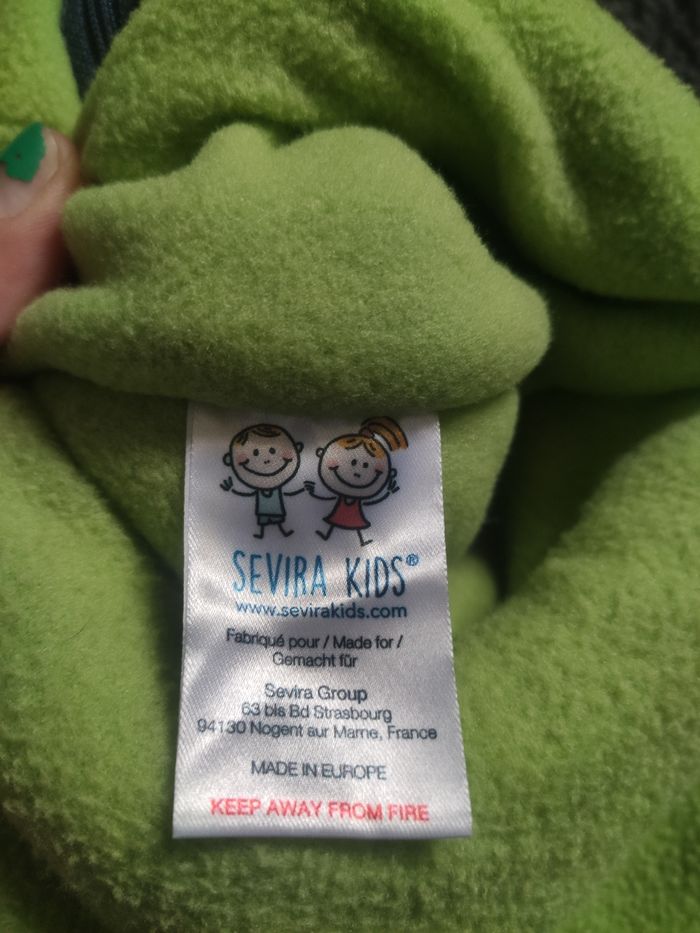 SEVIRA KIDS®
www.sevirakids.com
Fabriqué pour / Made for /
Gemacht für
Sevira Group
63 bis Bd Strasbourg
94130 Nogent sur Marne, France
MADE IN EUROPE
KEEP AWAY FROM FIRE